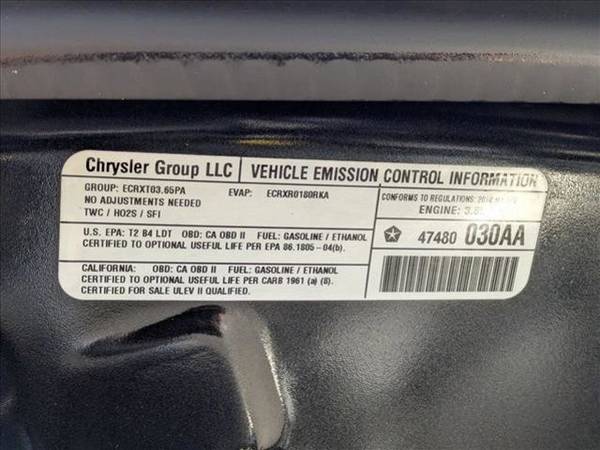 Chrysler Group LLC VEHICLE EMISSION CONTROL INFORMATION
GROUP: ECRXT03.65PA EVAP: ECRXR0180RKA
NO ADJUSTMENTS NEEDED
TWC / HO2S / SFI
CONFORMS TO REGULATIONS:
ENGINE:
U.S. EPA: T2 B4 LDT OBD: CA OBD II FUEL: GASOLINE / ETHANOL
CERTIFIED TO OPTIONAL USEFUL LIFE PER EPA 86.1805-04(b).
47480 030AA
CALIFORNIA: OBD: CA OBD II FUEL: GASOLINE / ETHANOL
CERTIFIED TO OPTIONAL USEFUL LIFE PER CARB 1961 (a) (8).
CERTIFIED FOR SALE ULEV II QUALIFIED.